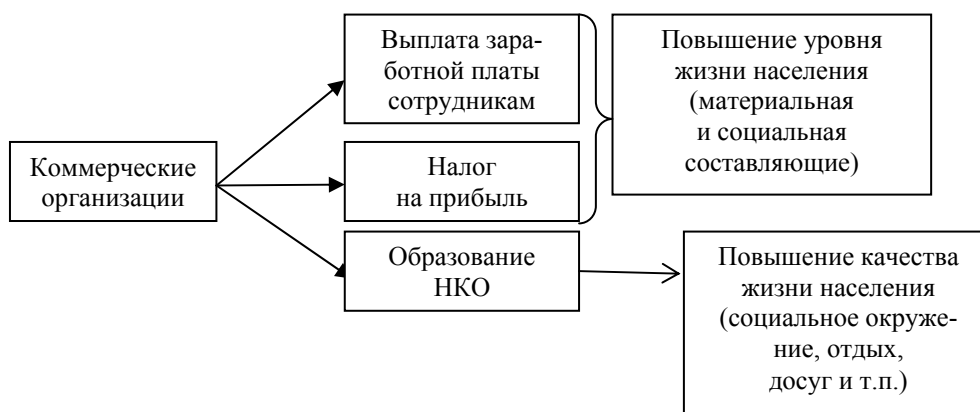 Коммерческие
организации
Выплата зара-
ботной платы
сотрудникам
Налог
на прибыль
Образование
НКО
Повышение уровня
жизни населения
(материальная
и социальная
составляющие)
Повышение качества
жизни населения
(социальное окруже-
ние, отдых,
досуг и т.п.)